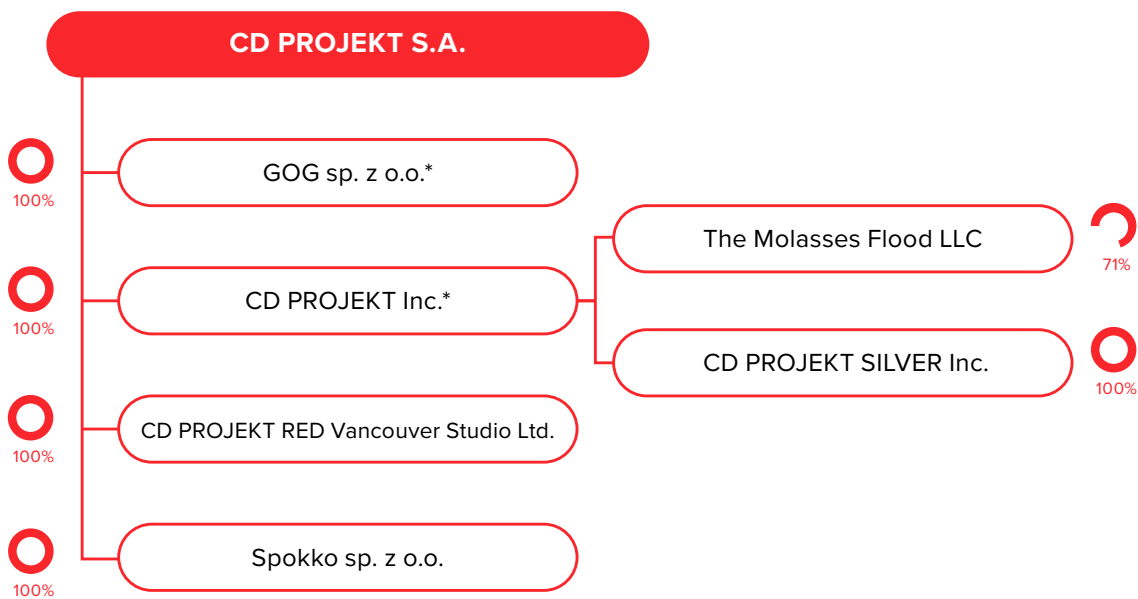 CD PROJEKT S.A.
GOG sp. z o.o.*
100%
The Molasses Flood LLC
71%
CD PROJEKT Inc.*
100%
CD PROJEKT SILVER Inc.
100%
CD PROJEKT RED Vancouver Studio Ltd.
100%
Spokko sp. z o.o.
100%